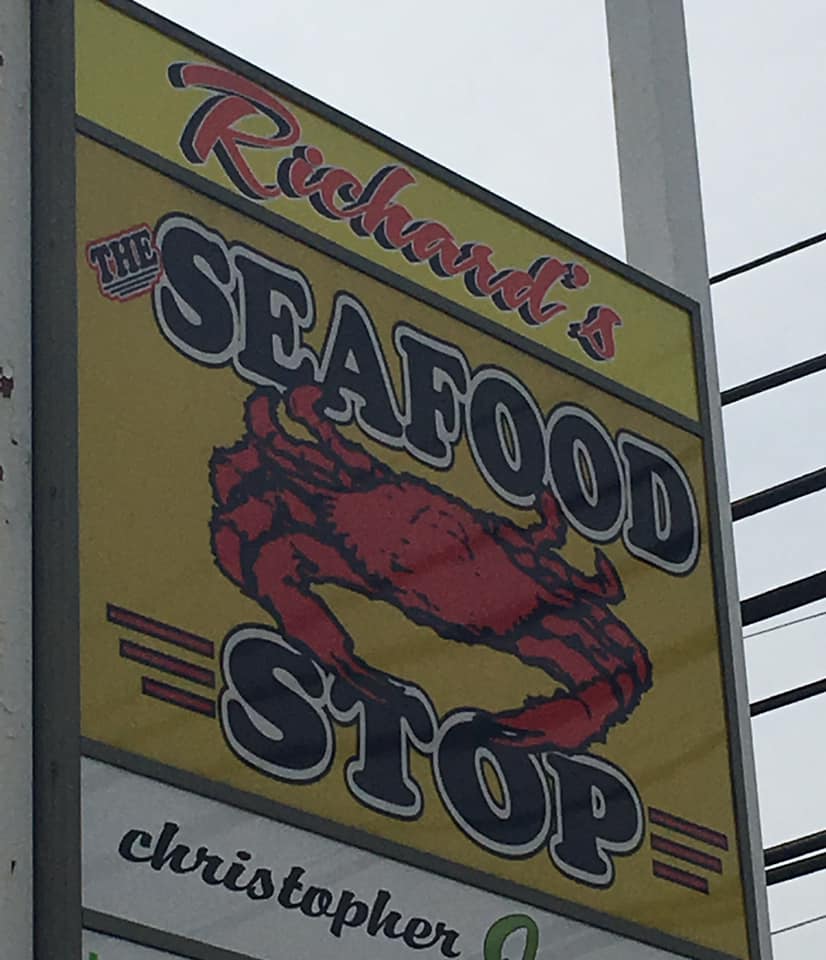 Richard's
THE SEAFOOD
STOP
christopher